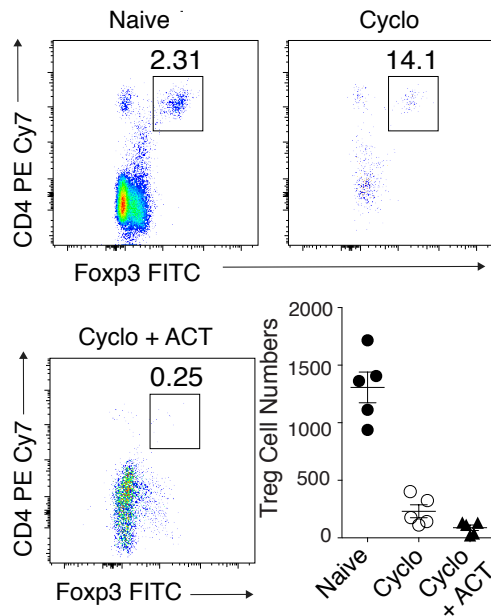 Naive
Cyclo
2.31
14.1
CD4 PE Cy7
Foxp3 FITC
Cyclo + ACT
0.25
CD4 PE Cy7
Foxp3 FITC
Treg Cell Numbers
2000
1500
1000
500
0
Naive
Cyclo
Cyclo
+ ACT